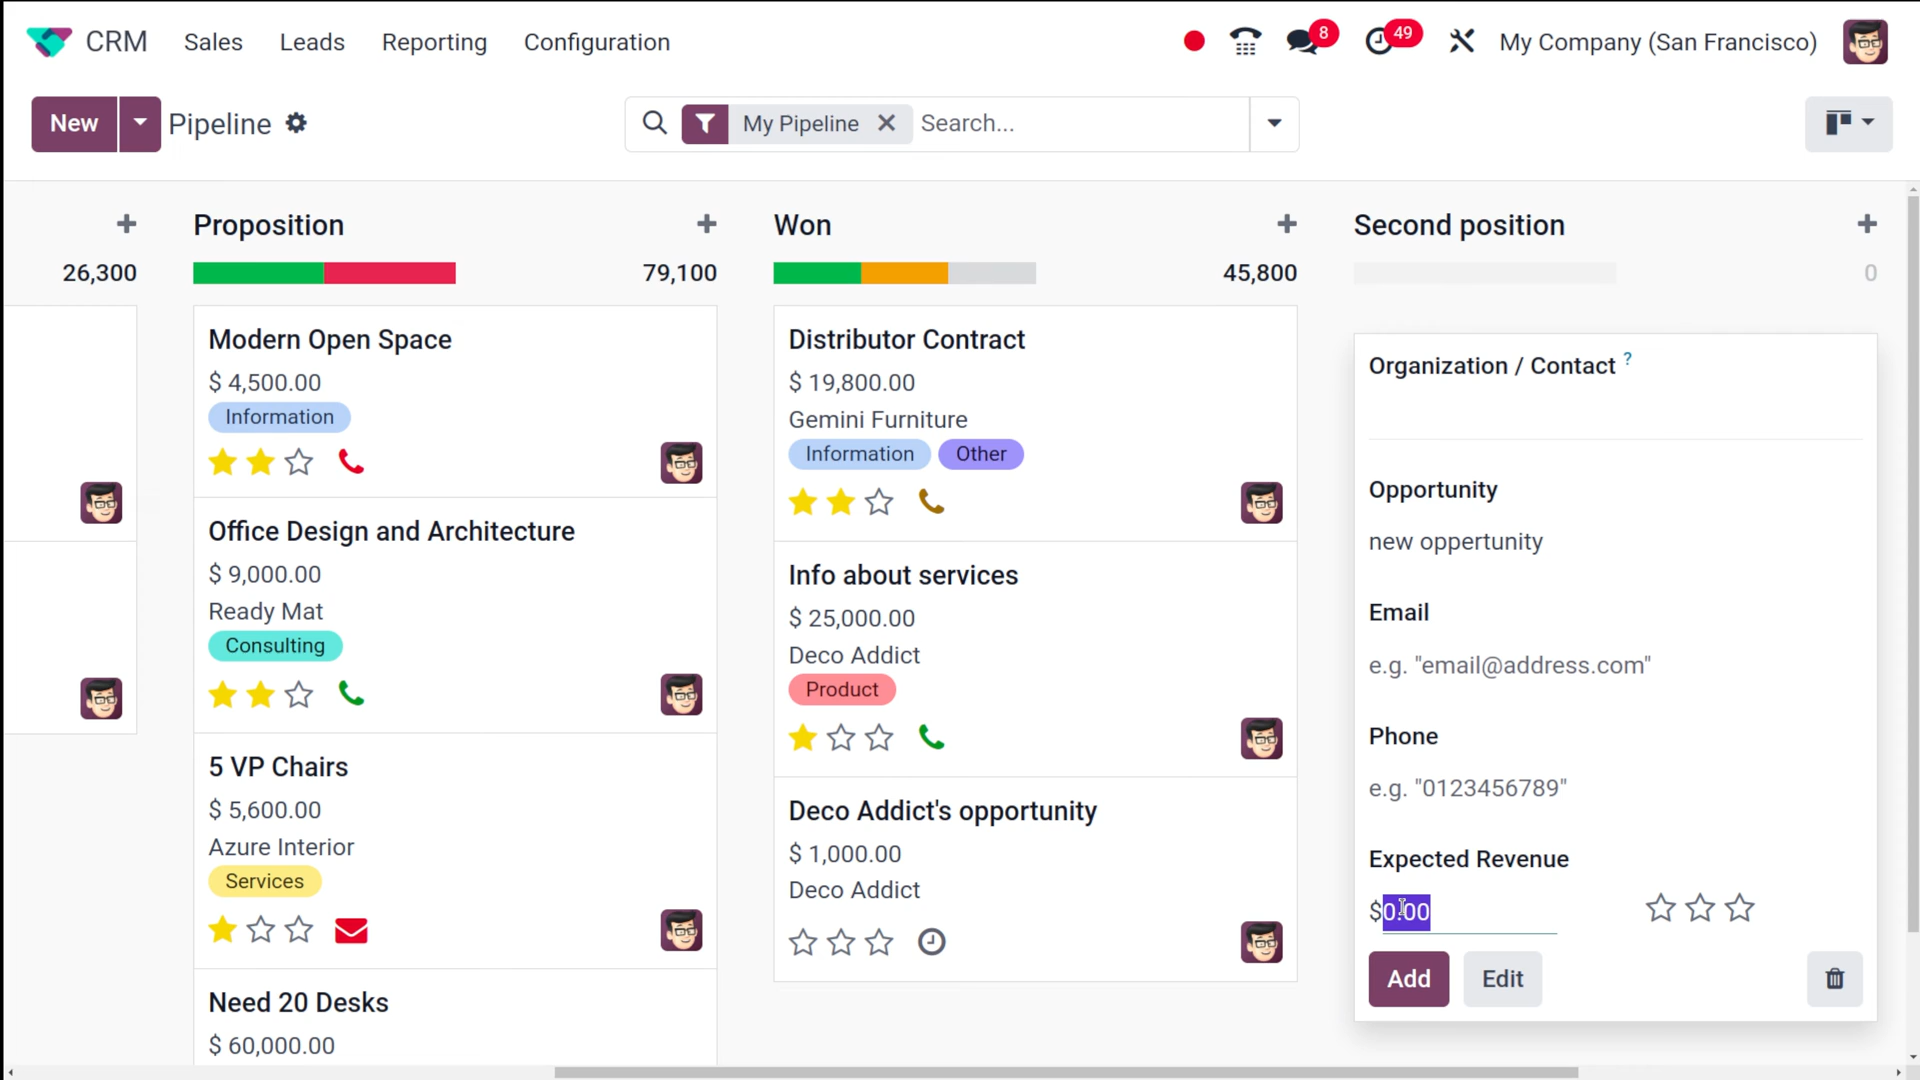 CRM Sales Leads Reporting Configuration 8 49 My Company (San Francisco)
New Pipeline My Pipeline Search...
26,300
Proposition
79,100
Modern Open Space
$ 4,500.00
Information
Office Design and Architecture
$ 9,000.00
Ready Mat
Consulting
5 VP Chairs
$ 5,600.00
Azure Interior
Services
Need 20 Desks
$ 60,000.00
Won
45,800
Distributor Contract
$ 19,800.00
Gemini Furniture
Information Other
Info about services
$ 25,000.00
Deco Addict
Product
Deco Addict's opportunity
$ 1,000.00
Deco Addict
Second position
0
Organization / Contact ?
Opportunity
new oppertunity
Email
e.g. "email@address.com"
Phone
e.g. "0123456789"
Expected Revenue
$0.00
Add Edit